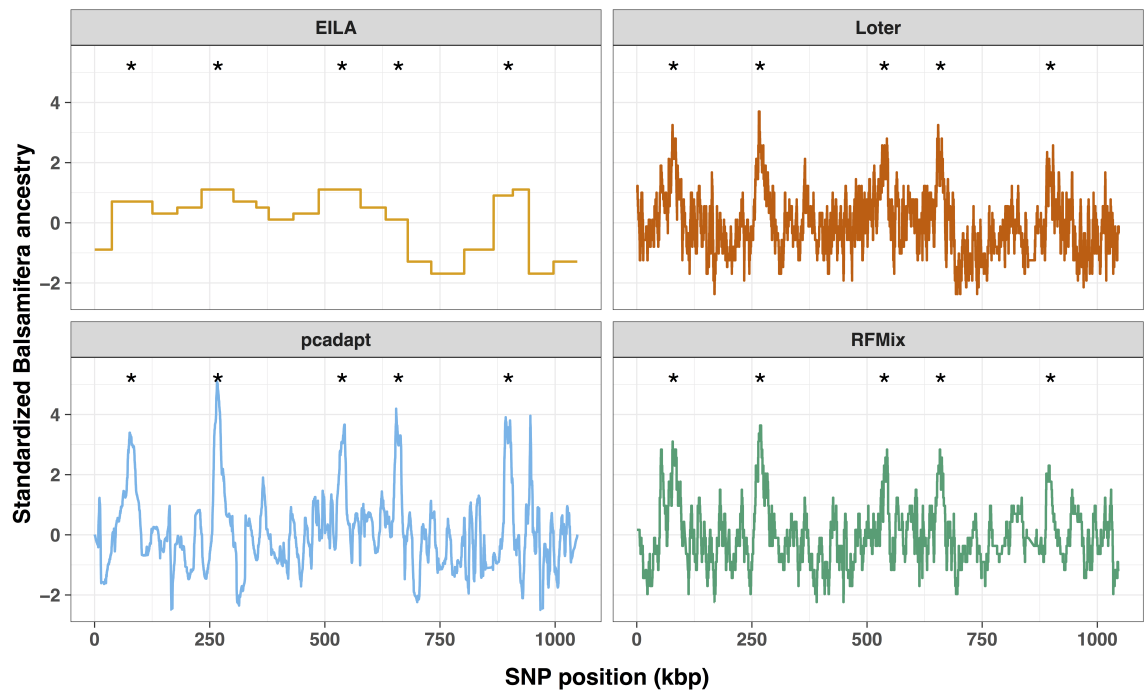 EILA
Loter
* * * * *
* * * * *
4
2
0
−2
pcadapt
RFMix
* * * * *
* * * * *
4
2
0
−2
0 250 500 750 1000
0 250 500 750 1000
SNP position (kbp)
Standardized Balsamifera ancestry